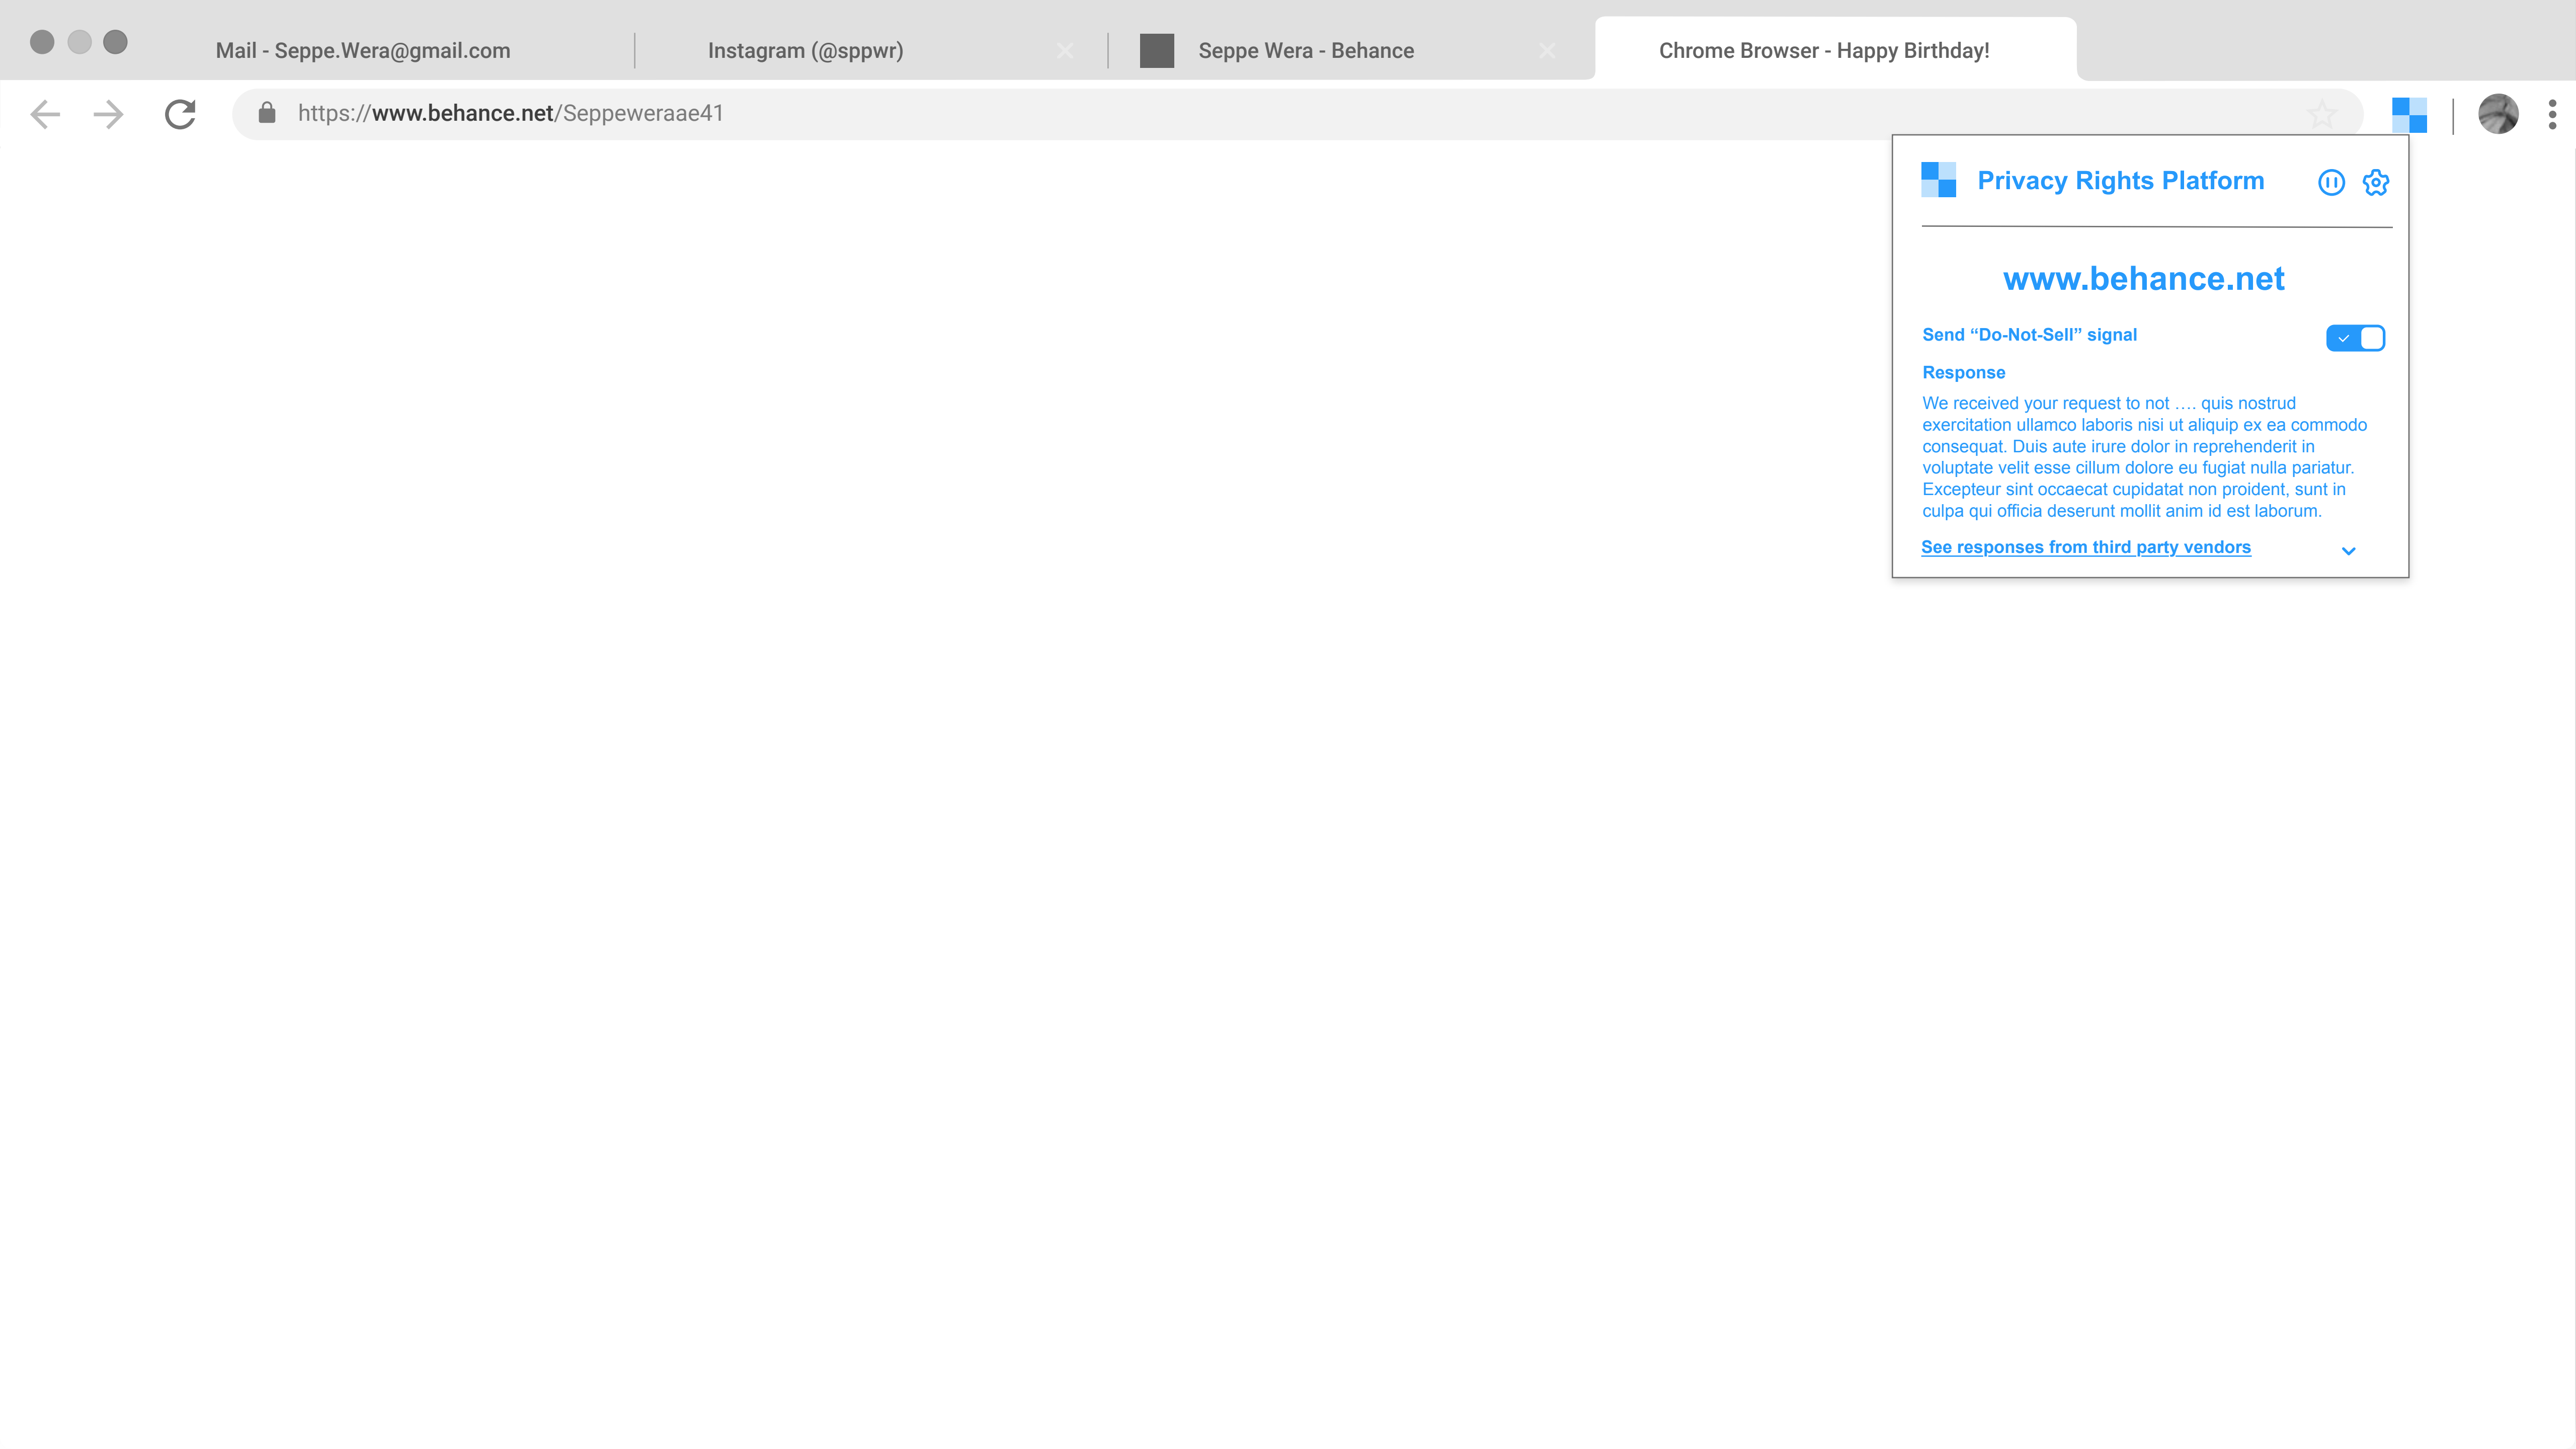 Mail - Seppe.Wera@gmail.com
Instagram (@sppwr)
Seppe Wera - Behance
Chrome Browser - Happy Birthday!
https://www.behance.net/Seppeweraae41
Privacy Rights Platform
www.behance.net
Send “Do-Not-Sell” signal
Response
We received your request to not …. quis nostrud
exercitation ullamco laboris nisi ut aliquip ex ea commodo
consequat. Duis aute irure dolor in reprehenderit in
voluptate velit esse cillum dolore eu fugiat nulla pariatur.
Excepteur sint occaecat cupidatat non proident, sunt in
culpa qui officia deserunt mollit anim id est laborum.
See responses from third party vendors